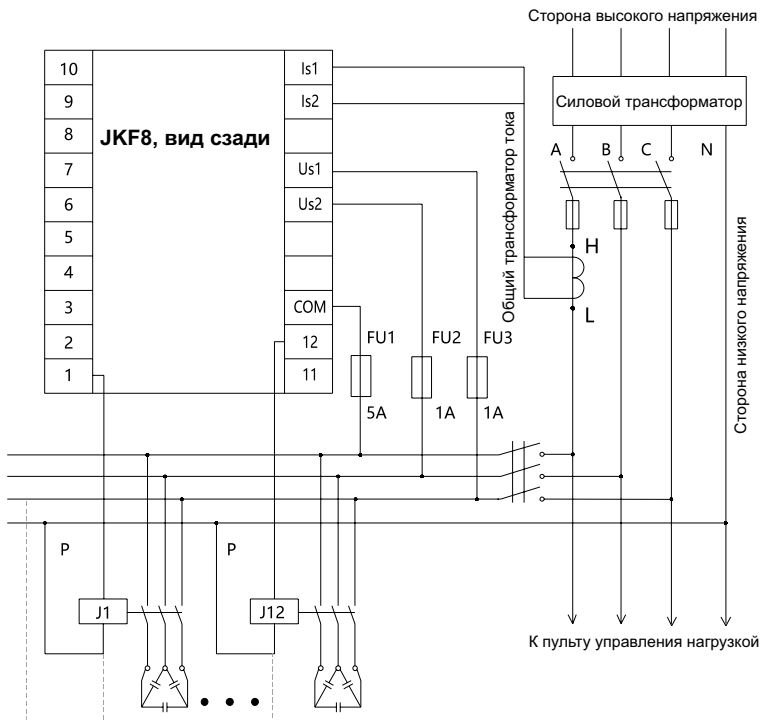 Сторона высокого напряжения
Силовой трансформатор
A
B
C
N
JKF8, вид сзади
10
9
8
7
6
5
4
3
2
1
Is1
Is2
Us1
Us2
COM
12
11
Общий трансформатор тока
H
L
Сторона низкого напряжения
FU1
FU2
FU3
5A
1A
1A
P
P
J1
J12
К пульту управления нагрузкой